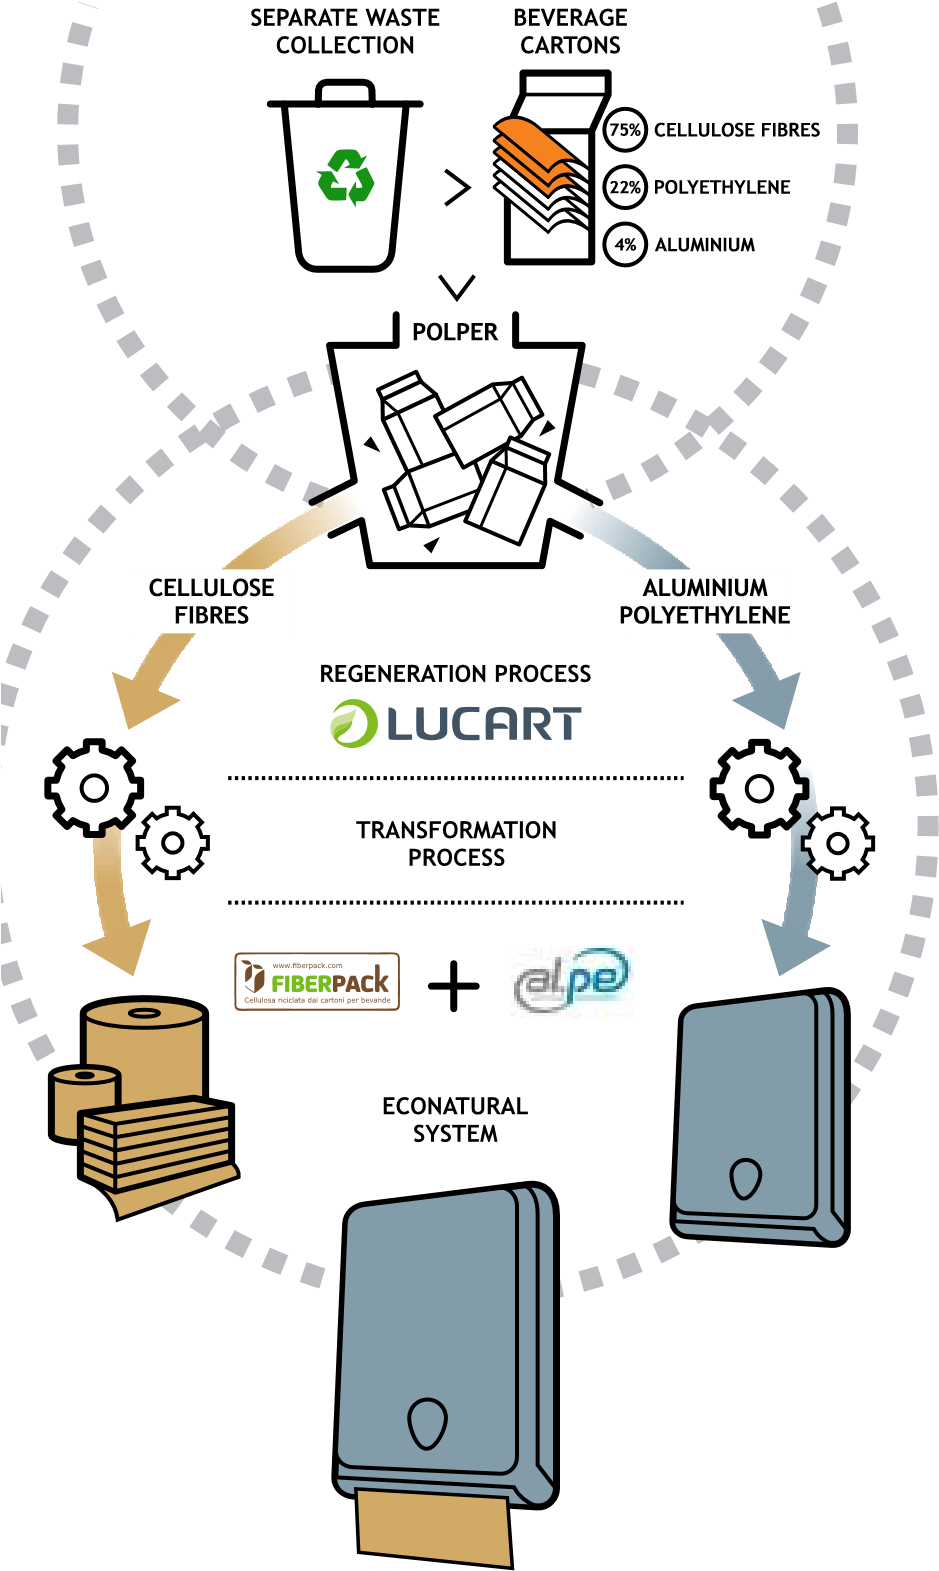 SEPARATE WASTE
COLLECTION
BEVERAGE
CARTONS
75% CELLULOSE FIBRES
22% POLYETHYLENE
4% ALUMINIUM
POLPER
CELLULOSE
FIBRES
ALUMINIUM
POLYETHYLENE
REGENERATION PROCESS
LUCART
TRANSFORMATION
PROCESS
www.fiberpack.com
FIBERPACK
Cellulosa riciclata dai cartoni per bevande
+
alpe
ECONATURAL
SYSTEM